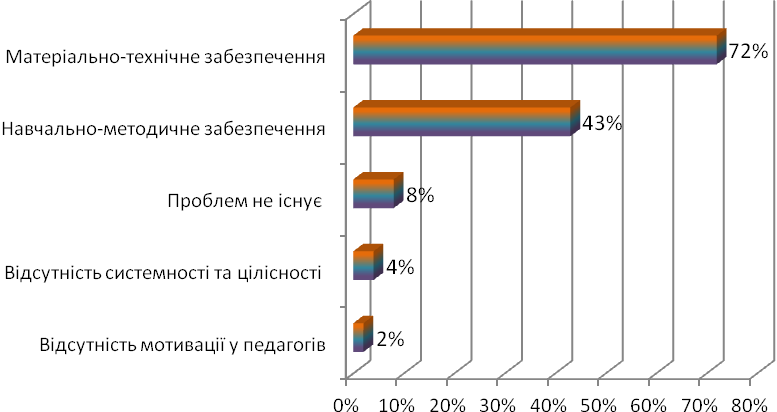 Матеріально-технічне забезпечення
72%
Навчально-методичне забезпечення
43%
Проблем не існує
8%
Відсутність системності та цілісності
4%
Відсутність мотивації у педагогів
2%
0% 10% 20% 30% 40% 50% 60% 70% 80%